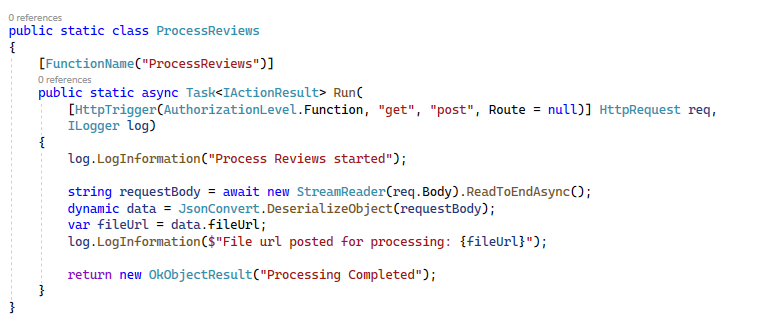 0 references
public static class ProcessReviews
{
[FunctionName("ProcessReviews")]
0 references
public static async Task<IActionResult> Run(
[HttpTrigger(AuthorizationLevel.Function, "get", "post", Route = null)] HttpRequest req,
ILogger log)
{
log.LogInformation("Process Reviews started");
string requestBody = await new StreamReader(req.Body).ReadToEndAsync();
dynamic data = JsonConvert.DeserializeObject(requestBody);
var fileUrl = data.fileUrl;
log.LogInformation($"File url posted for processing: {fileUrl}");
return new OkObjectResult("Processing Completed");
}
}